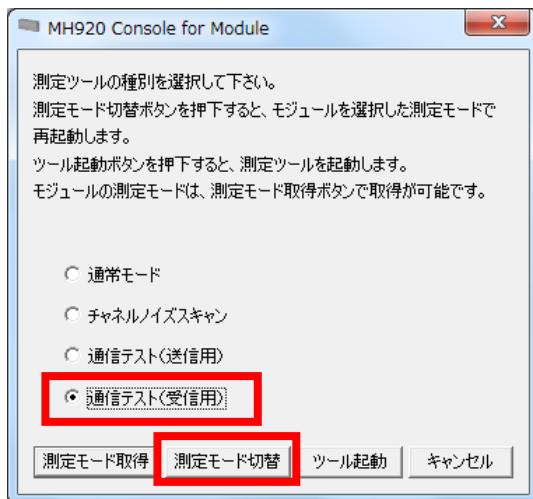 MH920 Console for Module
測定ツールの種別を選択して下さい。
測定モード切替ボタンを押下すると、モジュールを選択した測定モードで
再起動します。
ツール起動ボタンを押下すると、測定ツールを起動します。
モジュールの測定モードは、測定モード取得ボタンで取得が可能です。
通常モード
チャネルノイズスキャン
通信テスト(送信用)
通信テスト(受信用)
測定モード取得 測定モード切替 ツール起動 キャンセル